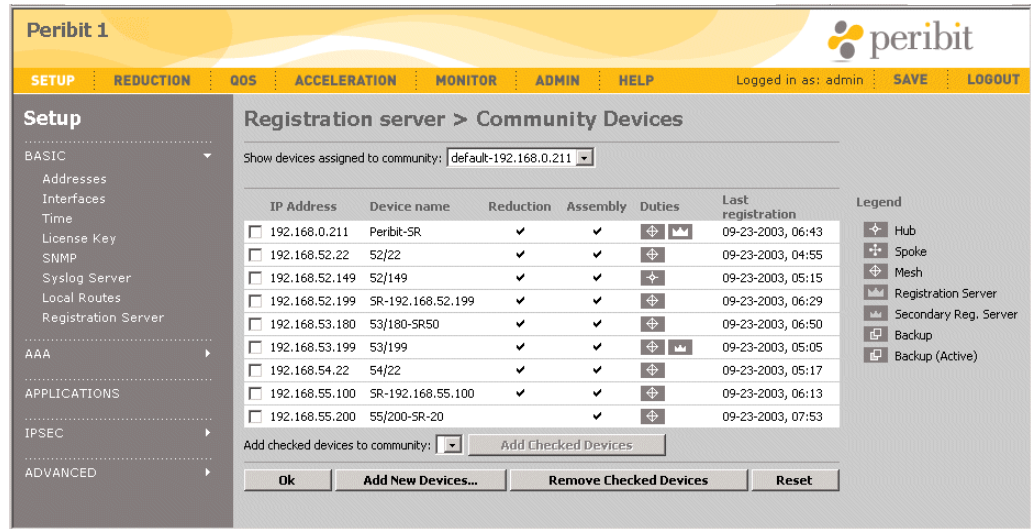 Peribit 1
peribit
SETUP REDUCTION QOS ACCELERATION MONITOR ADMIN HELP Logged in as: admin SAVE LOGOUT
Setup
BASIC
Addresses
Interfaces
Time
License Key
SNMP
Syslog Server
Local Routes
Registration Server
AAA
APPLICATIONS
IPSEC
ADVANCED
Registration server > Community Devices
Show devices assigned to community: default-192.168.0.211
IP Address Device name Reduction Assembly Duties Last registration
192.168.0.211 Peribit-SR ✔ ✔ 09-23-2003, 06:43
192.168.52.22 52/22 ✔ ✔ 09-23-2003, 04:55
192.168.52.149 52/149 ✔ ✔ 09-23-2003, 05:15
192.168.52.199 SR-192.168.52.199 ✔ ✔ 09-23-2003, 06:29
192.168.53.180 53/180-SR50 ✔ ✔ 09-23-2003, 06:50
192.168.53.199 53/199 ✔ ✔ 09-23-2003, 05:05
192.168.54.22 54/22 ✔ ✔ 09-23-2003, 05:17
192.168.55.100 SR-192.168.55.100 ✔ ✔ 09-23-2003, 06:13
192.168.55.200 55/200-SR-20 ✔ 09-23-2003, 07:53
Add checked devices to community: Add Checked Devices
Ok Add New Devices... Remove Checked Devices Reset
Legend
Hub
Spoke
Mesh
Registration Server
Secondary Reg. Server
Backup
Backup (Active)